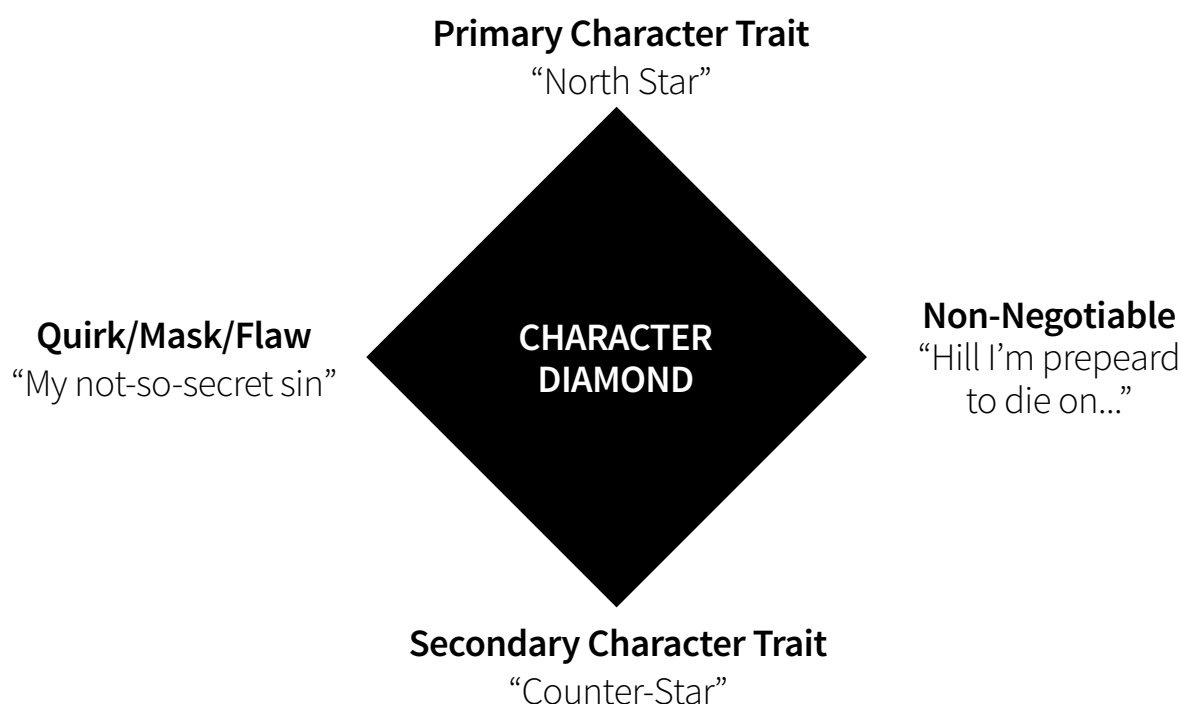 Primary Character Trait
“North Star”
Quirk/Mask/Flaw
“My not-so-secret sin”
CHARACTER
DIAMOND
Non-Negotiable
“Hill I’m prepeard
to die on...”
Secondary Character Trait
“Counter-Star”